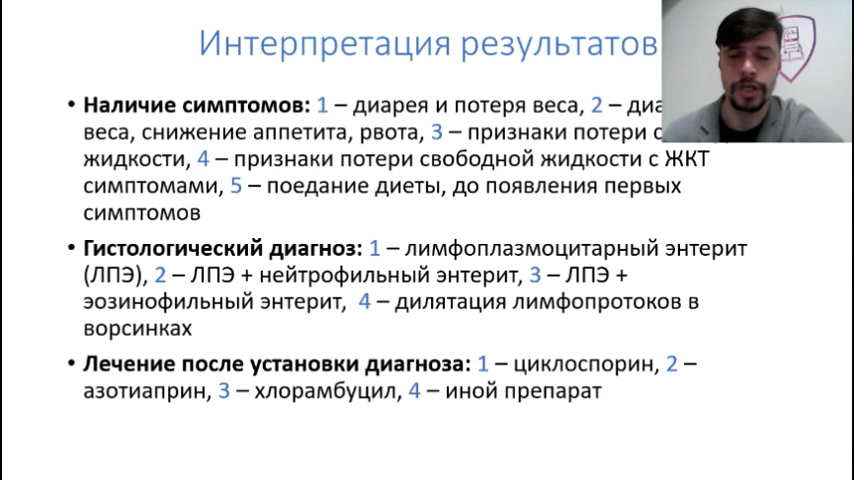 Интерпретация результатов
• Наличие симптомов: 1 – диарея и потеря веса, 2 –
веса, снижение аппетита, рвота, 3 – признаки потери
жидкости, 4 – признаки потери свободной жидкости с ЖКТ
симптомами, 5 – поедание диеты, до появления первых
симптомов
• Гистологический диагноз: 1 – лимфоплазмоцитарный энтерит
(ЛПЭ), 2 – ЛПЭ + нейтрофильный энтерит, 3 – ЛПЭ +
эозинофильный энтерит, 4 – дилятация лимфопротоков в
ворсинках
• Лечение после установки диагноза: 1 – циклоспорин, 2 –
азотиаприн, 3 – хлорамбуцил, 4 – иной препарат